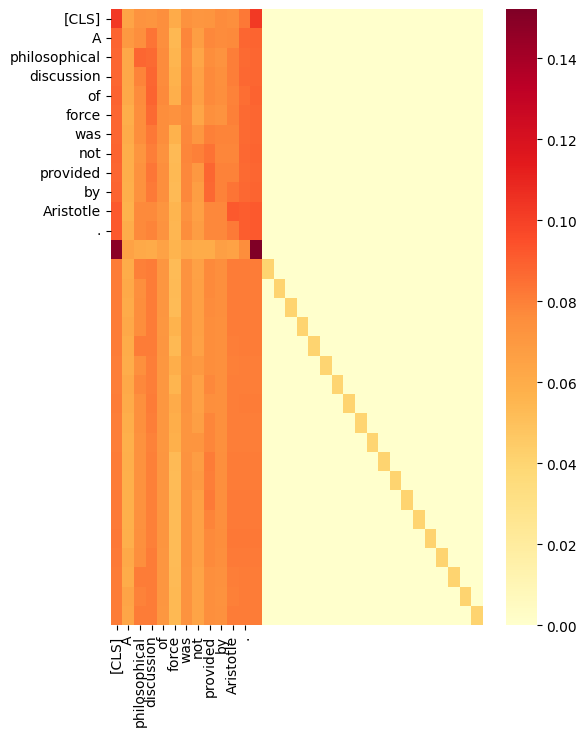 [CLS]
A
philosophical
discussion
of
force
was
not
provided
by
Aristotle
.
[CLS]
A
philosophical
discussion
of
force
was
not
provided
by
Aristotle
.
0.14
0.12
0.10
0.08
0.06
0.04
0.02
0.00